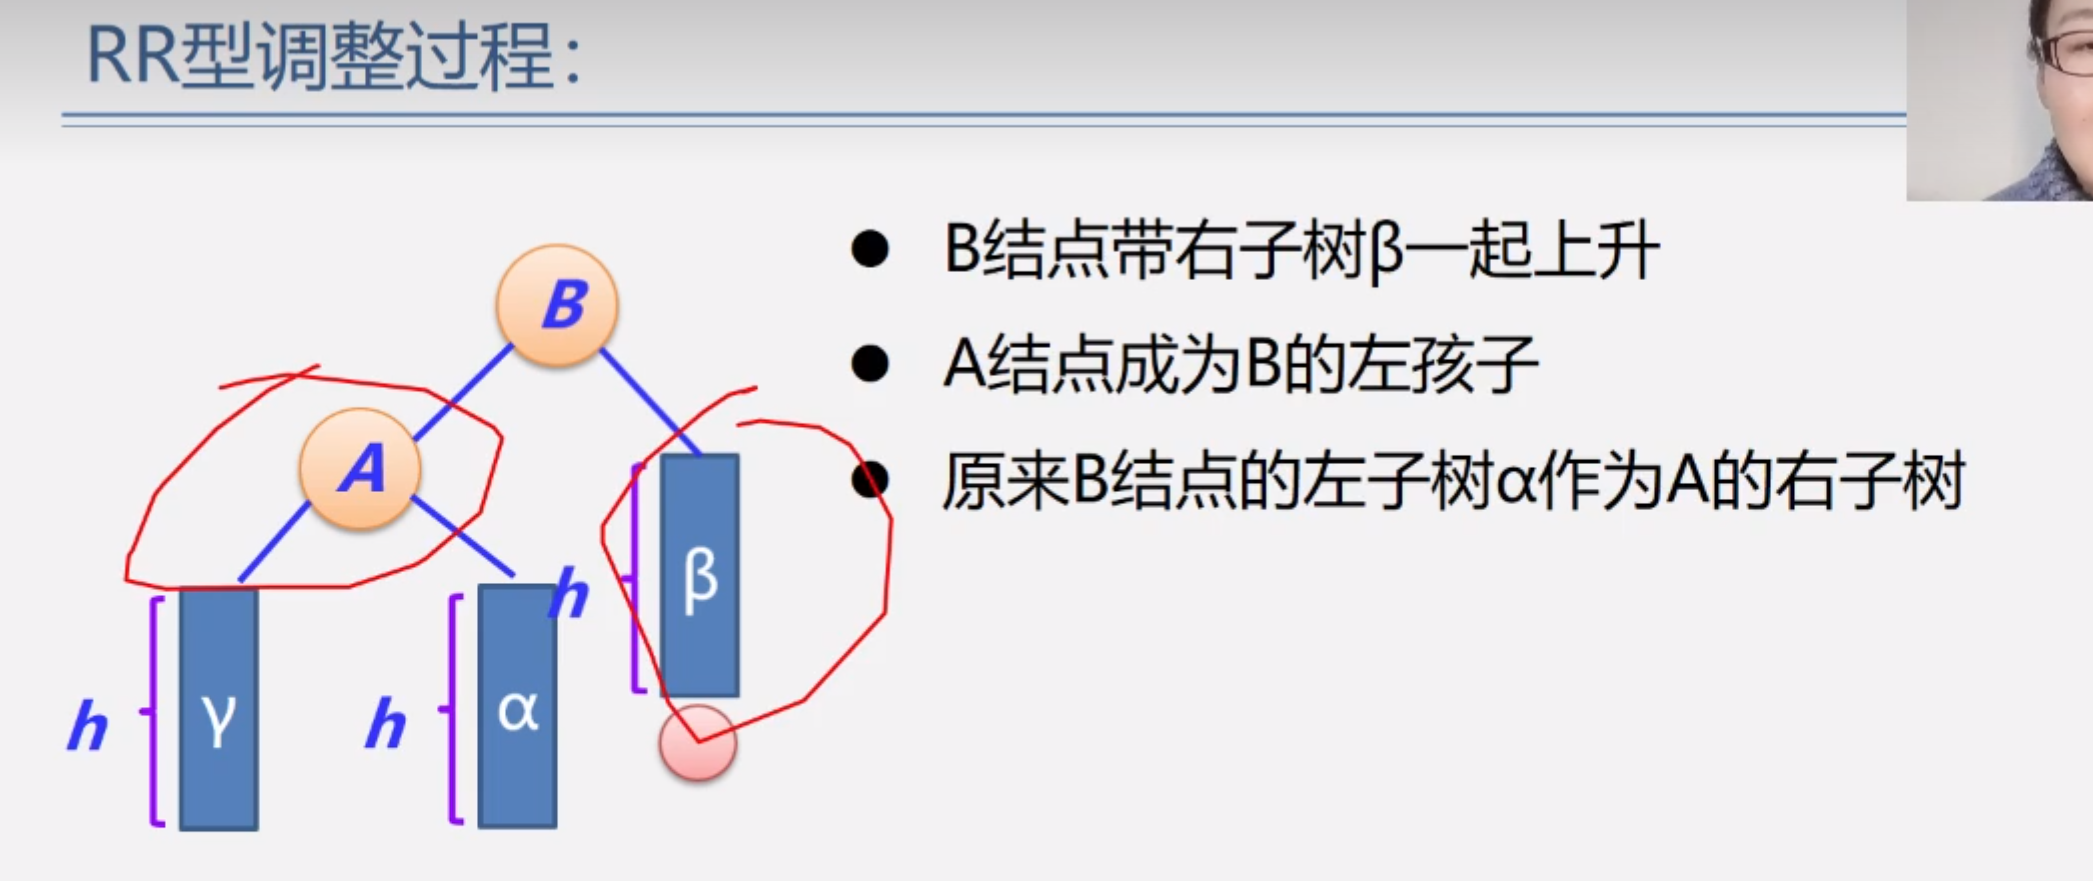 RR型调整过程：
B结点带右子树β一起上升
A结点成为B的左孩子
原来B结点的左子树α作为A的右子树
B
A
h
β
h
γ
h
α